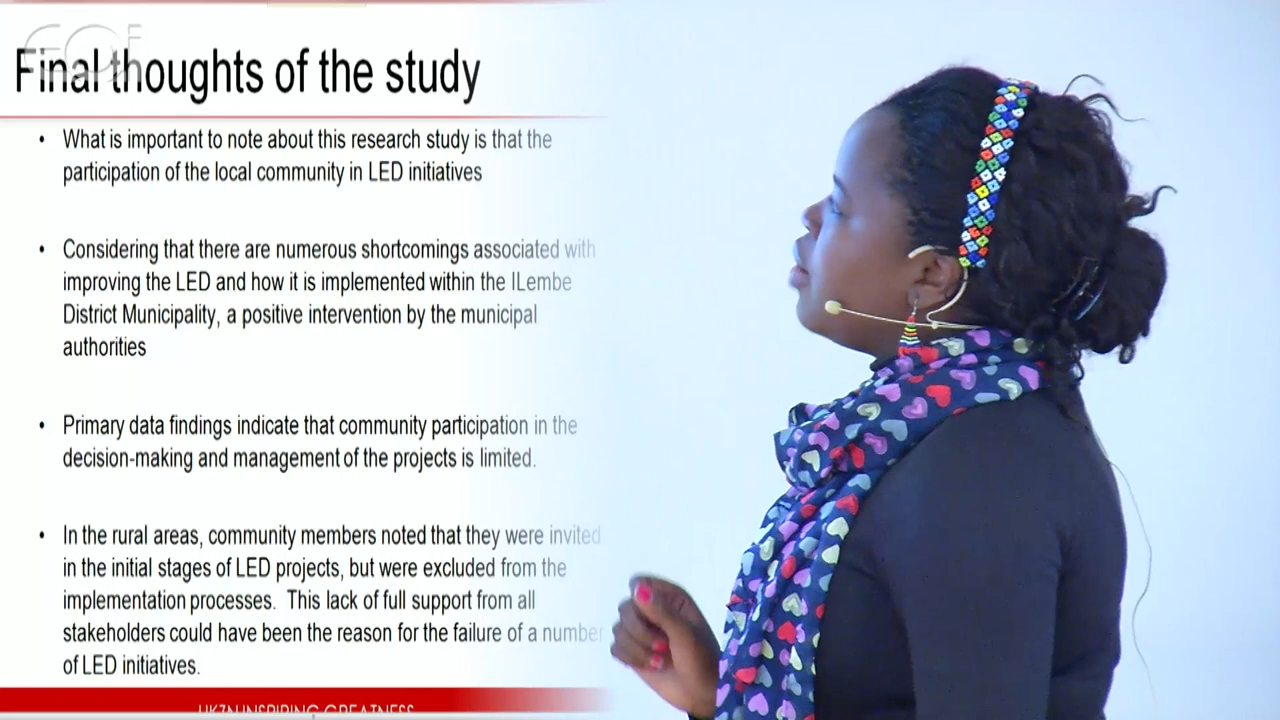 Final thoughts of the study
• What is important to note about this research study is that the
participation of the local community in LED initiatives
• Considering that there are numerous shortcomings associated with
improving the LED and how it is implemented within the ILembe
District Municipality, a positive intervention by the municipal
authorities
• Primary data findings indicate that community participation in the
decision-making and management of the projects is limited.
• In the rural areas, community members noted that they were invited
in the initial stages of LED projects, but were excluded from the
implementation processes. This lack of full support from all
stakeholders could have been the reason for the failure of a number
of LED initiatives.
UKZN INSPIRING GREATNESS